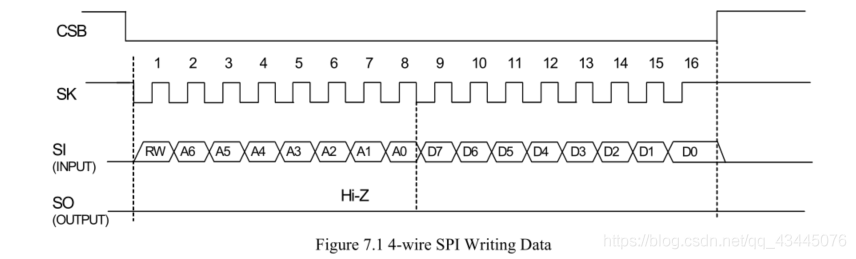 CSB
1 2 3 4 5 6 7 8 9 10 11 12 13 14 15 16
SK
SI RW A6 A5 A4 A3 A2 A1 A0 D7 D6 D5 D4 D3 D2 D1 D0
(INPUT)
Hi-Z
SO
(OUTPUT)
Figure 7.1 4-wire SPI Writing Data
https://blog.csdn.net/qq_43445076